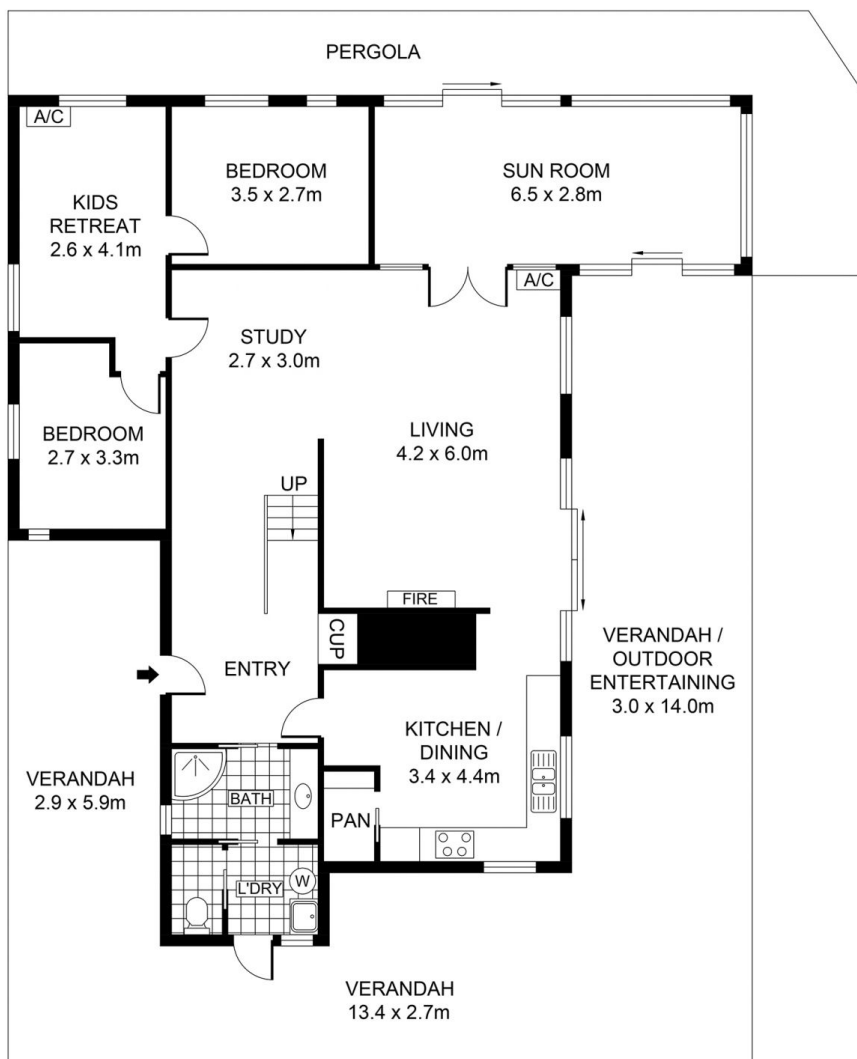 PERGOLA
A/C
KIDS
RETREAT
2.6 x 4.1m
BEDROOM
3.5 x 2.7m
SUN ROOM
6.5 x 2.8m
A/C
STUDY
2.7 x 3.0m
BEDROOM
2.7 x 3.3m
LIVING
4.2 x 6.0m
UP
FIRE
CUP
ENTRY
VERANDAH /
OUTDOOR
ENTERTAINING
3.0 x 14.0m
KITCHEN /
DINING
3.4 x 4.4m
VERANDAH
2.9 x 5.9m
BATH
PAN
L'DRY
W
VERANDAH
13.4 x 2.7m